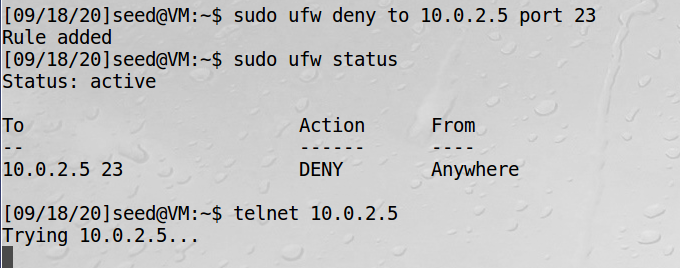 [09/18/20]seed@VM:~$ sudo ufw deny to 10.0.2.5 port 23
Rule added
[09/18/20]seed@VM:~$ sudo ufw status
Status: active
To                         Action      From
--                         ------      ----
10.0.2.5 23                DENY        Anywhere
[09/18/20]seed@VM:~$ telnet 10.0.2.5
Trying 10.0.2.5...